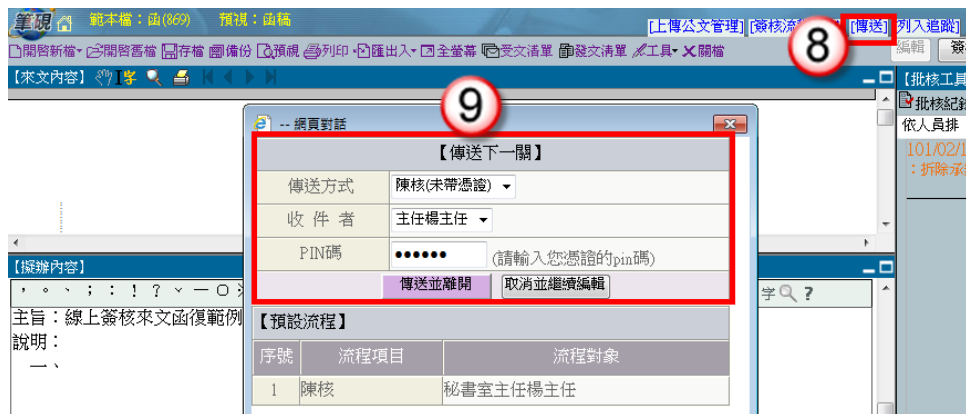 筆硯 範本檔：函(869) 預視：函稿
[上傳公文管理] [簽核流 [傳送] 列入追蹤]
8
開啓新檔 開啓舊檔 存檔 備份 預視 列印 匯出入 全螢幕 受文清單 發文清單 工具 關檔
編輯 簽
【來文內容】 字
【批核工具
9
批核紀錄
-- 網頁對話
依人員排
【傳送下一關】
101/02/1
：拆除承
傳送方式 陳核(未帶憑證)
收 件 者 主任楊主任
PIN碼 •••••• (請輸入您憑證的pin碼)
傳送並離開 取消並繼續編輯
【擬辦內容】
， 。 、 ； ： ！ ？ ﹀ — ○ ※
字 ?
主旨：線上簽核來文函復範例
說明：
一、
【預設流程】
序號 流程項目 流程對象
1 陳核 秘書室主任楊主任